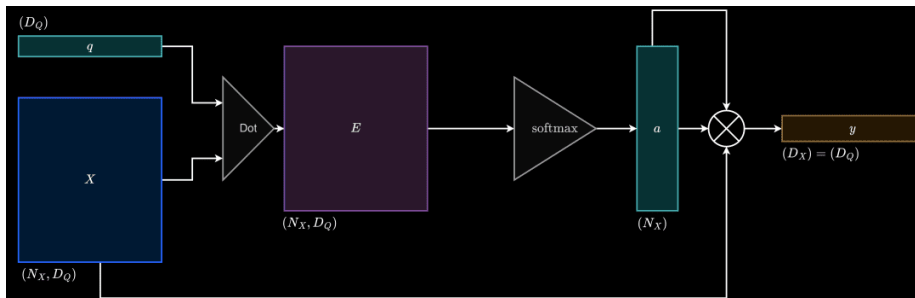 (D_Q)
q
X
(N_X, D_Q)
Dot
E
(N_X, D_Q)
softmax
a
(N_X)
y
(D_X) = (D_Q)